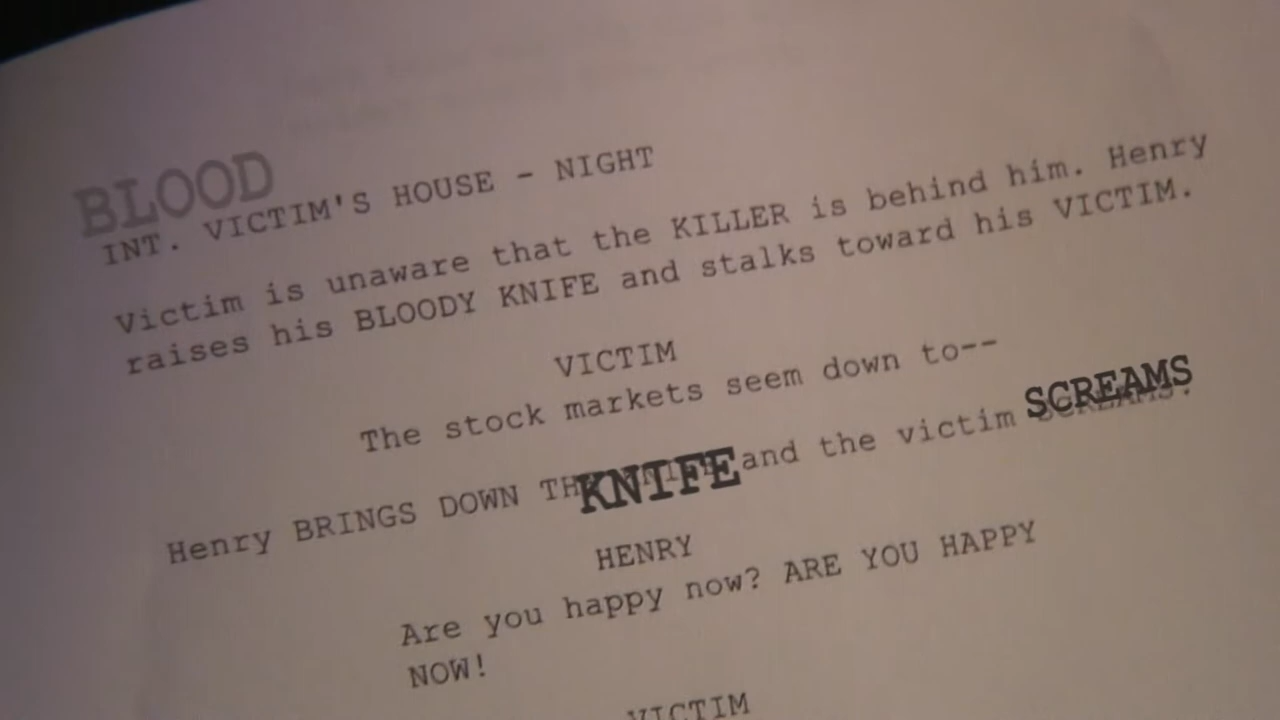 BLOOD
INT. VICTIM'S HOUSE - NIGHT
Victim is unaware that the KILLER is behind him. Henry
raises his BLOODY KNIFE and stalks toward his VICTIM.
VICTIM
The stock markets seem down to--
Henry BRINGS DOWN THE KNIFE and the victim SCREAMS.
HENRY
Are you happy now? ARE YOU HAPPY
NOW!
VICTIM